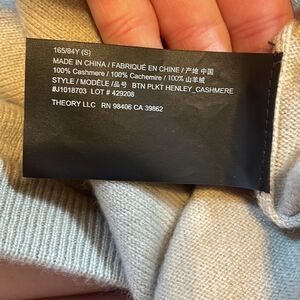 165/84Y (S)
MADE IN CHINA / FABRIQUÉ EN CHINE / 产地 中国
100% Cashmere / 100% Cachemire / 100% 山羊绒
STYLE / MODÈLE /品号 BTN PLKT HENLEY_CASHMERE
#J1018703 LOT # 429208
THEORY LLC RN 98406 CA 39862